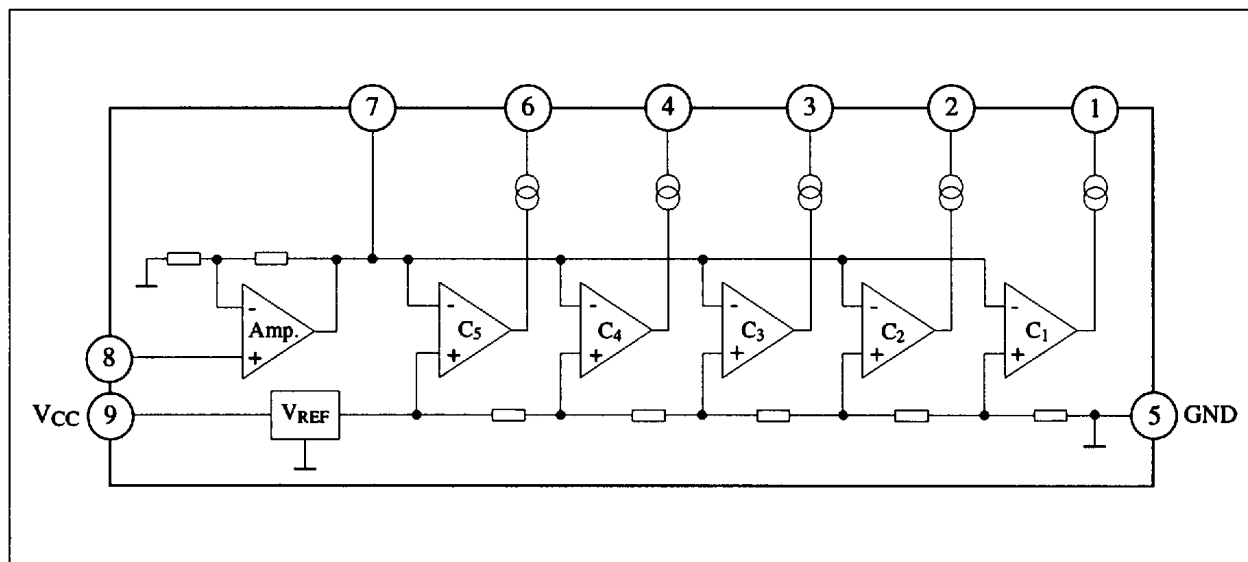 7 6 4 3 2 1
- - - - - -
Amp. C5 C4 C3 C2 C1
+ + + + + +
8
VCC 9 VREF 5 GND